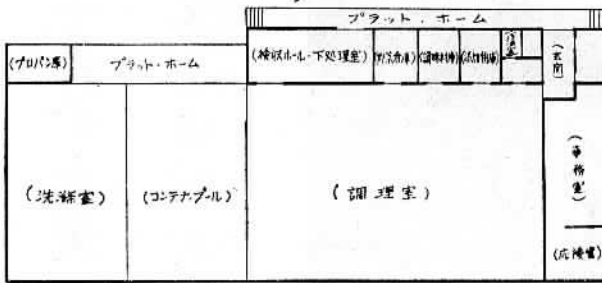 プラット・ホーム
(プロパン庫)
プラット・ホーム
(検収ホール・下処理室)
(玄関)
(洗滌室)
(コンテナプール)
(調理室)
(事務室)
(応接室)